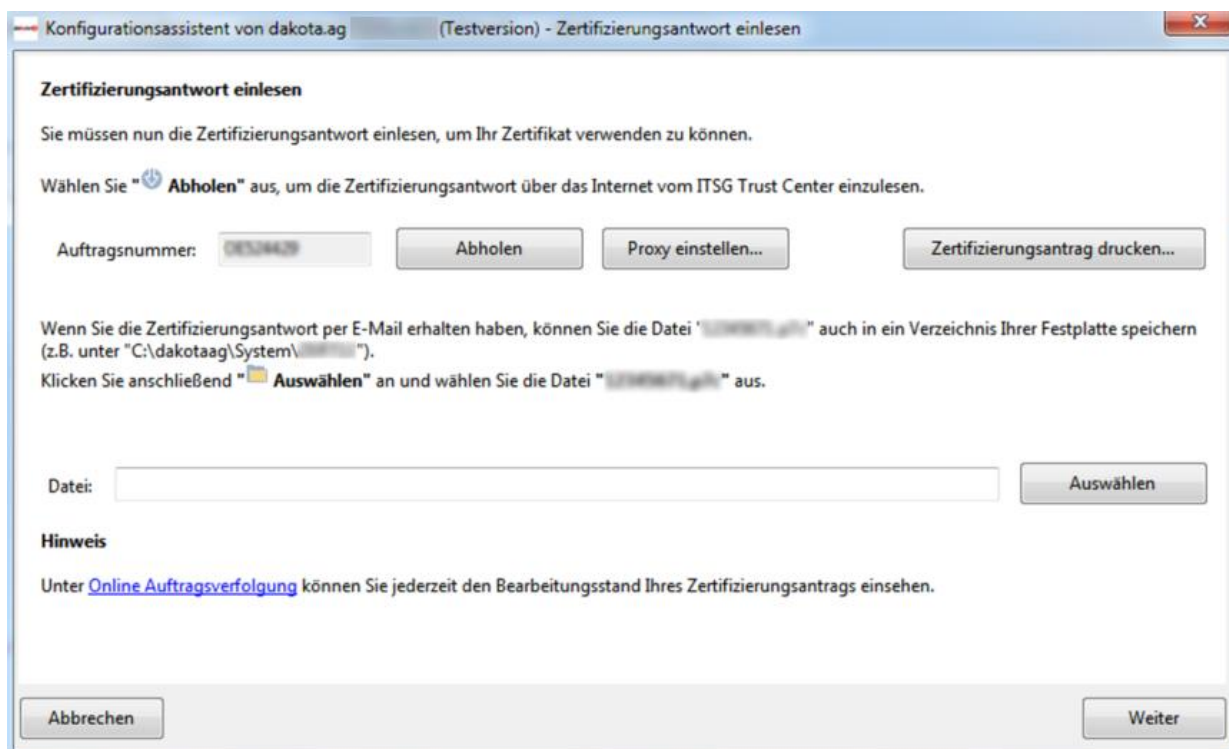 Konfigurationsassistent von dakota.ag (Testversion) - Zertifizierungsantwort einlesen
Zertifizierungsantwort einlesen
Sie müssen nun die Zertifizierungsantwort einlesen, um Ihr Zertifikat verwenden zu können.
Wählen Sie " Abholen" aus, um die Zertifizierungsantwort über das Internet vom ITSG Trust Center einzulesen.
Auftragsnummer: Abholen Proxy einstellen... Zertifizierungsantrag drucken...
Wenn Sie die Zertifizierungsantwort per E-Mail erhalten haben, können Sie die Datei ' " auch in ein Verzeichnis Ihrer Festplatte speichern
(z.B. unter "C:\dakotaag\System\ ").
Klicken Sie anschließend " Auswählen" an und wählen Sie die Datei " " aus.
Datei: Auswählen
Hinweis
Unter Online Auftragsverfolgung können Sie jederzeit den Bearbeitungsstand Ihres Zertifizierungsantrags einsehen.
Abbrechen Weiter